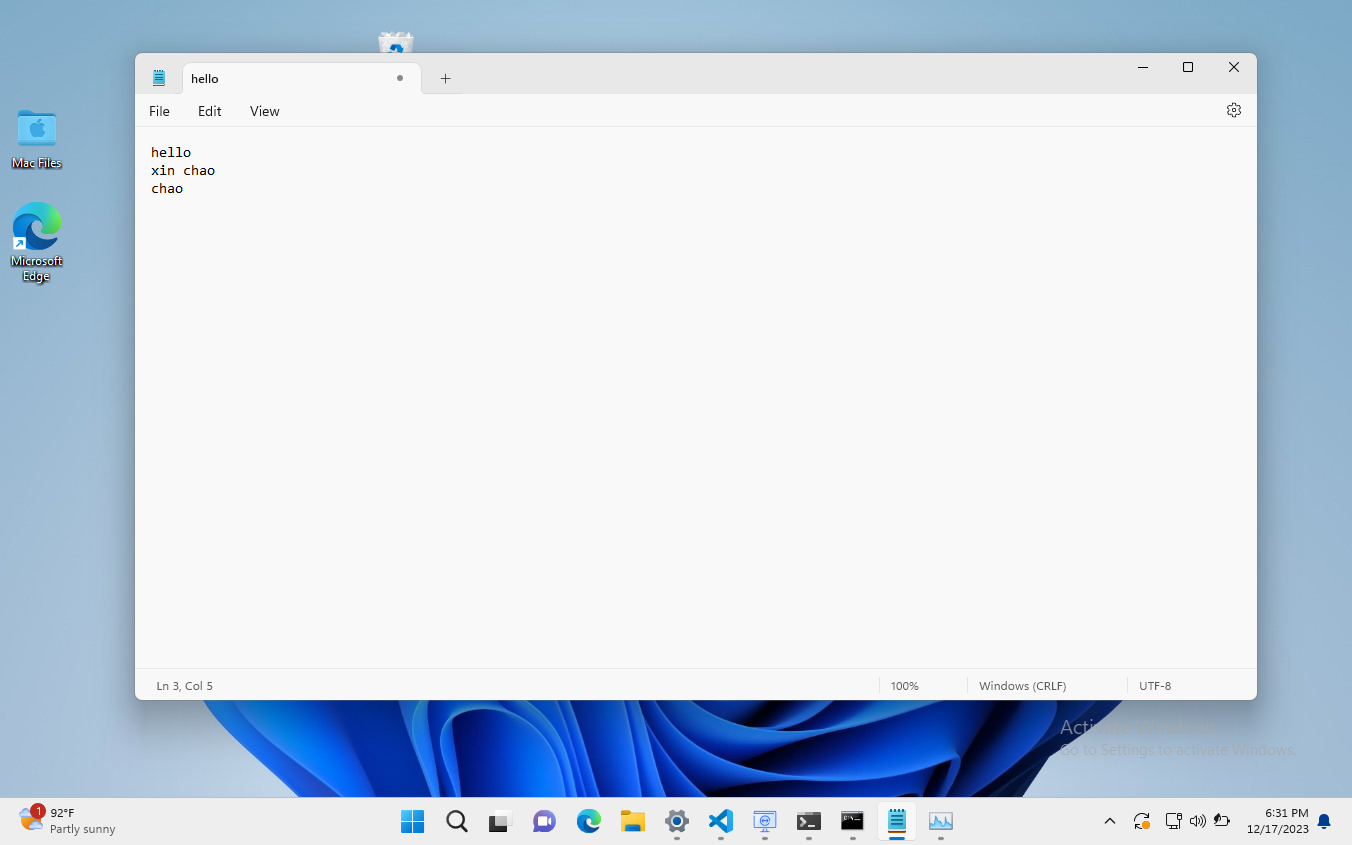 hello
File Edit View
hello
xin chao
chao
Ln 3, Col 5 100% Windows (CRLF) UTF-8
Mac Files
Microsoft
Edge
Activate Windows
Go to Settings to activate Windows.
1
92°F
Partly sunny
6:31 PM
12/17/2023